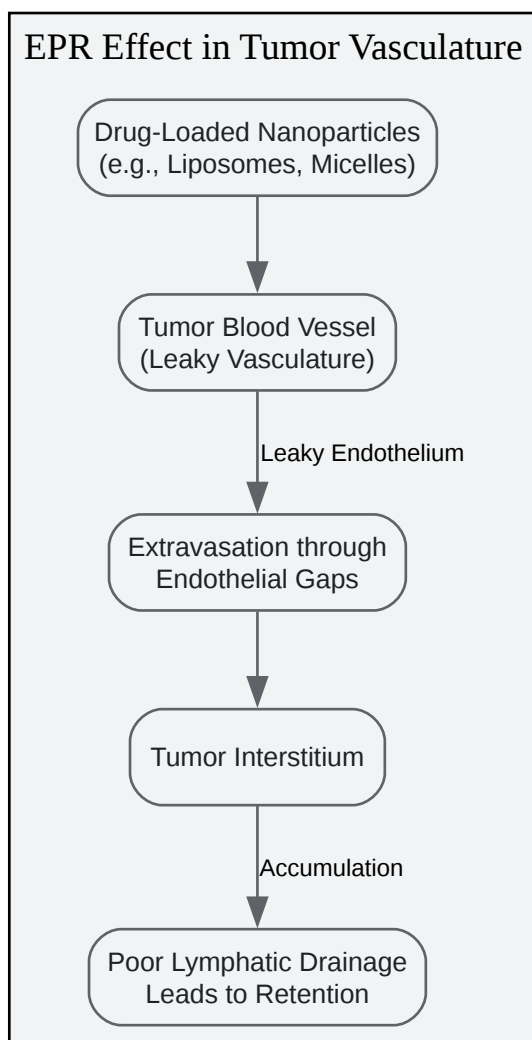 EPR Effect in Tumor Vasculature
Drug-Loaded Nanoparticles
(e.g., Liposomes, Micelles)
Tumor Blood Vessel
(Leaky Vasculature)
Leaky Endothelium
Extravasation through
Endothelial Gaps
Tumor Interstitium
Accumulation
Poor Lymphatic Drainage
Leads to Retention